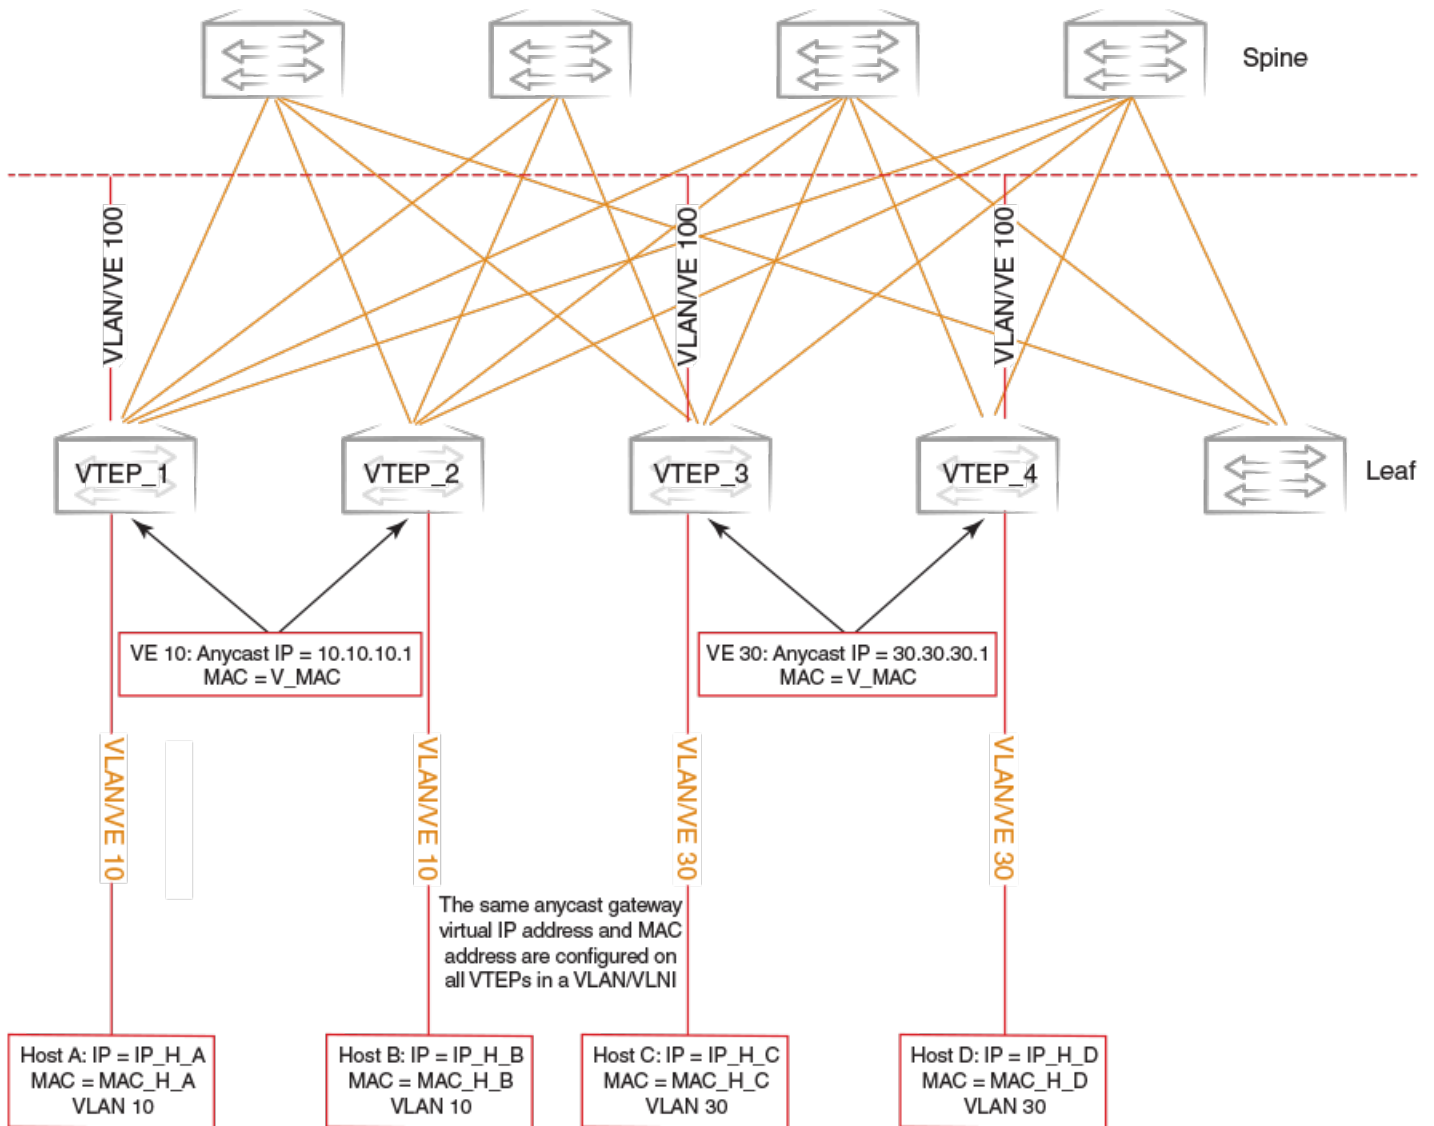 Spine
VLAN/VE 100
VLAN/VE 100
VLAN/VE 100
VTEP_1
VTEP_2
VTEP_3
VTEP_4
Leaf
VE 10: Anycast IP = 10.10.10.1
MAC = V_MAC
VE 30: Anycast IP = 30.30.30.1
MAC = V_MAC
VLAN/VE 10
VLAN/VE 10
VLAN/VE 30
VLAN/VE 30
The same anycast gateway
virtual IP address and MAC
address are configured on
all VTEPs in a VLAN/VLNI
Host A: IP = IP_H_A
MAC = MAC_H_A
VLAN 10
Host B: IP = IP_H_B
MAC = MAC_H_B
VLAN 10
Host C: IP = IP_H_C
MAC = MAC_H_C
VLAN 30
Host D: IP = IP_H_D
MAC = MAC_H_D
VLAN 30